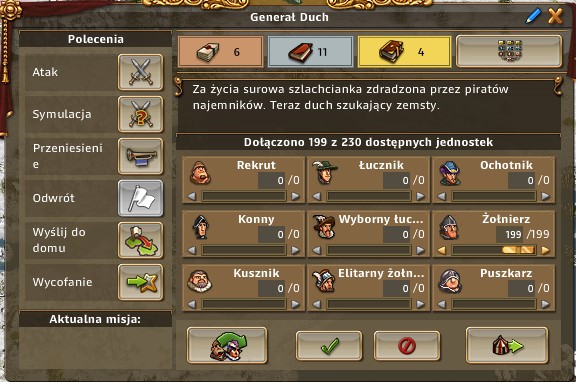 Generał Duch
Polecenia
Atak
Symulacja
Przeniesieni
e
Odwrót
Wyślij do
domu
Wycofanie
Aktualna misja:
6
11
4
Za życia surowa szlachcianka zdradzona przez piratów
najemników. Teraz duch szukający zemsty.
Dołączono 199 z 230 dostępnych jednostek
Rekrut
0 /0
Łucznik
0 /0
Ochotnik
0 /0
Konny
0 /0
Wyborny łuc...
0 /0
Żołnierz
199 /199
Kusznik
0 /0
Elitarny żołn...
0 /0
Puszkarz
0 /0